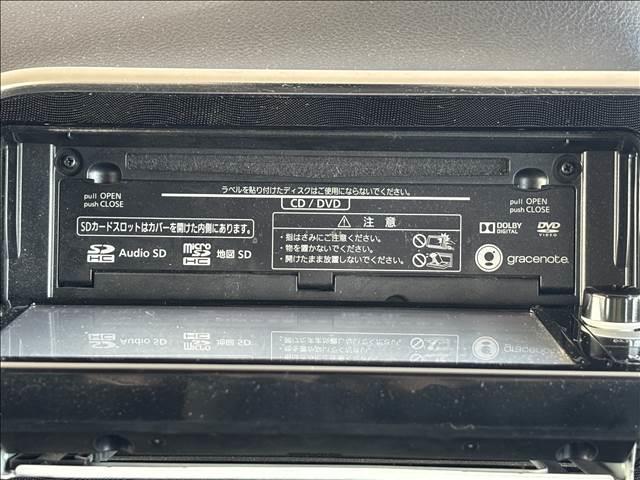 ラベルを貼り付けたディスクはご使用にならないでください。
CD / DVD
pull OPEN
push CLOSE
pull OPEN
push CLOSE
SDカードスロットはカバーを開けた内側にあります。
注 意
・指はさみにご注意ください。
・物を置かないでください。
・開けたまま放置しないでください。
SD HC Audio SD
micro SD HC 地図 SD
DOLBY DIGITAL
DVD VIDEO
gracenote.